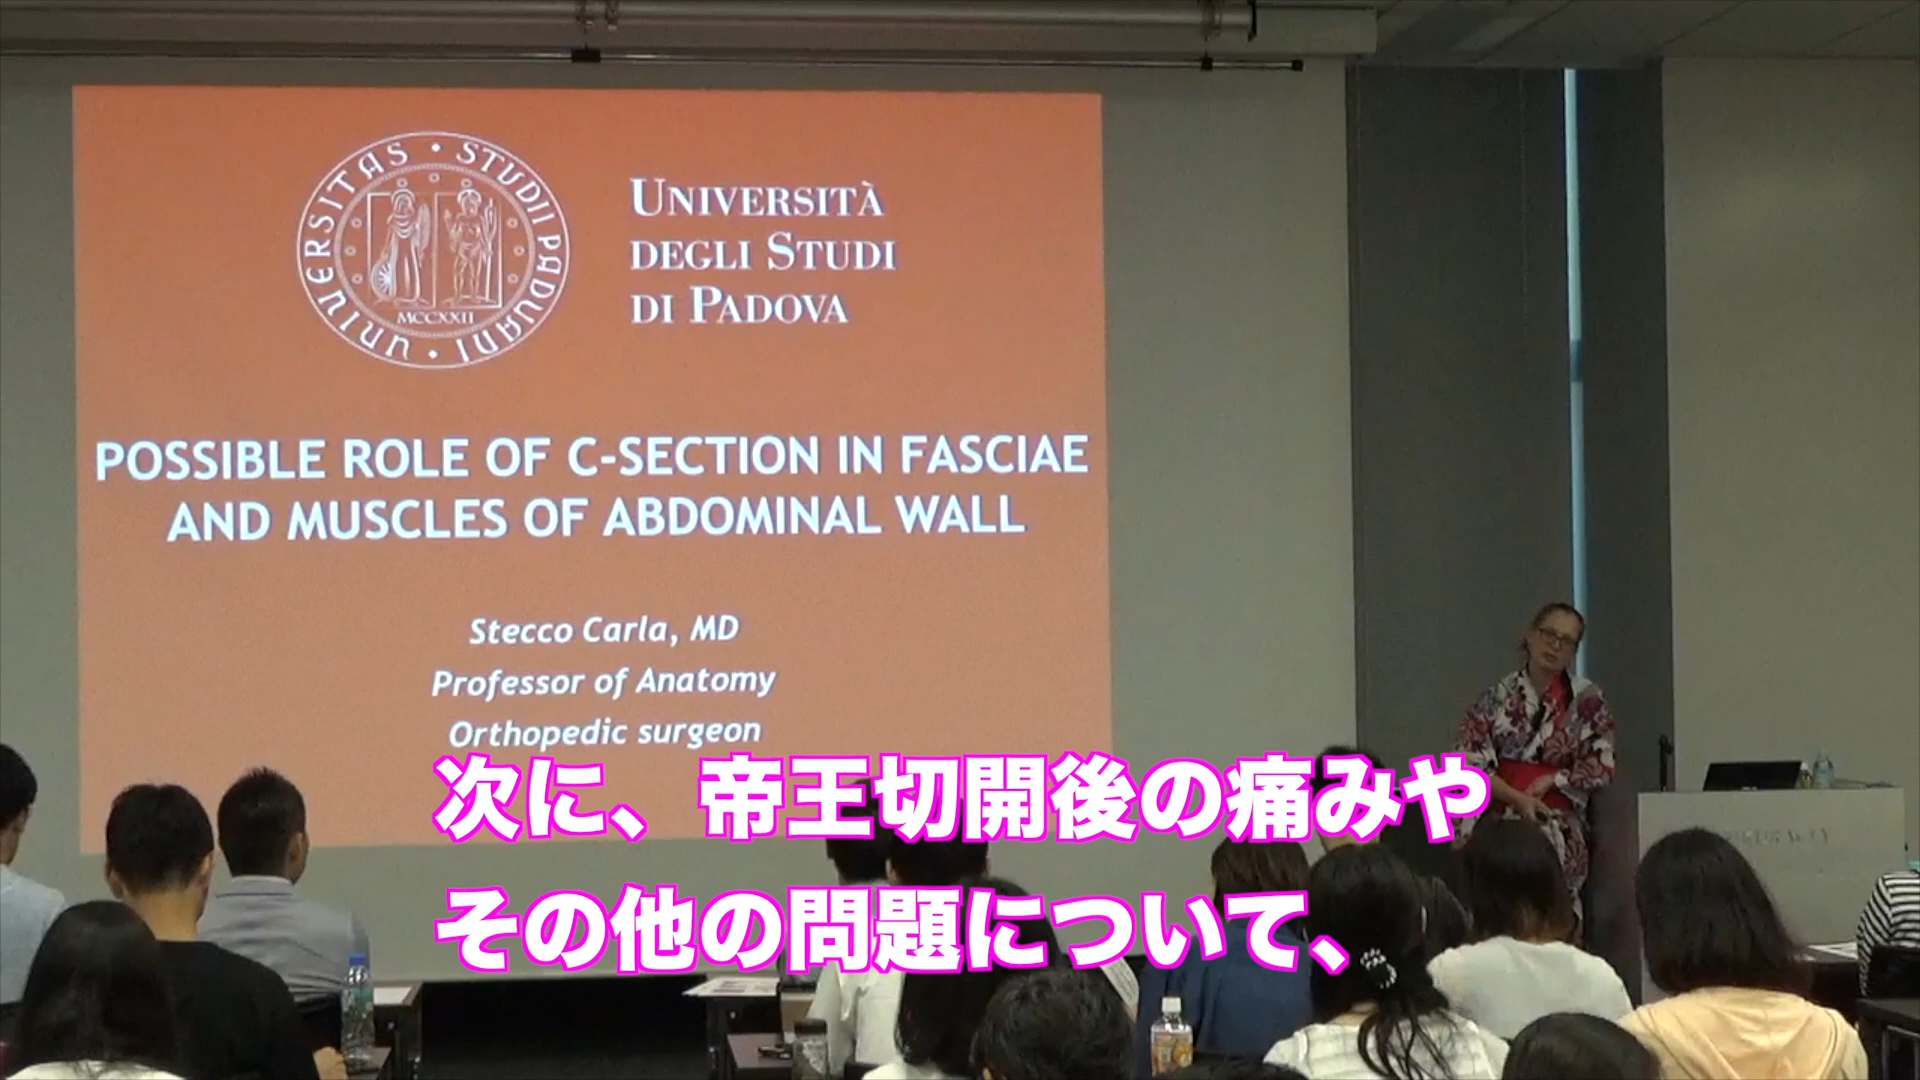 UNIVERSITAS • STUDII PADUANI •
MCCXXII
UNIVERSITÀ
DEGLI STUDI
DI PADOVA
POSSIBLE ROLE OF C-SECTION IN FASCIAE
AND MUSCLES OF ABDOMINAL WALL
Stecco Carla, MD
Professor of Anatomy
Orthopedic surgeon
次に、帝王切開後の痛みや
その他の問題について、